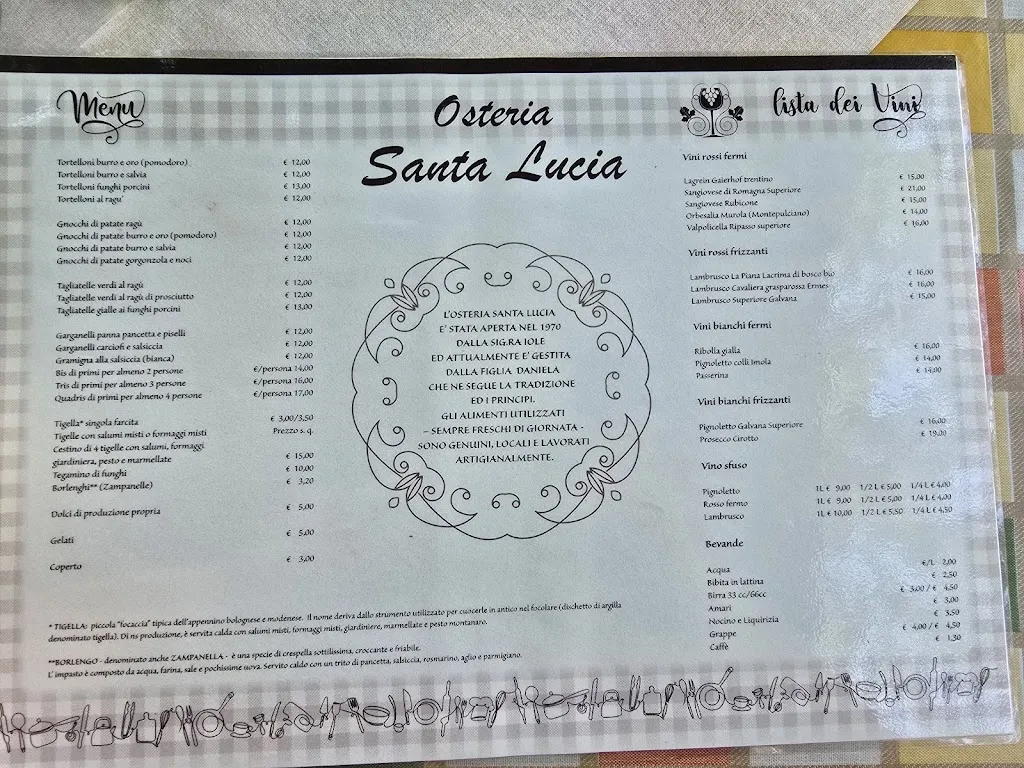 Menu
Tortelloni burro e oro (pomodoro) € 12,00
Tortelloni burro e salvia € 12,00
Tortelloni funghi porcini € 13,00
Tortelloni al ragu' € 12,00
Gnocchi di patate ragù € 12,00
Gnocchi di patate burro e oro (pomodoro) € 12,00
Gnocchi di patate burro e salvia € 12,00
Gnocchi di patate gorgonzola e noci € 12,00
Tagliatelle verdi al ragù € 12,00
Tagliatelle verdi al ragù di prosciutto € 12,00
Tagliatelle gialle ai funghi porcini € 13,00
Garganelli panna pancetta e piselli € 12,00
Garganelli carciofi e salsiccia € 12,00
Gramigna alla salsiccia (bianca) € 12,00
Bis di primi per almeno 2 persone €/persona 14,00
Tris di primi per almeno 3 persone €/persona 16,00
Quadris di primi per almeno 4 persone €/persona 17,00
Tigella* singola farcita € 3,00/3,50
Tigelle con salumi misti o formaggi misti Prezzo s. q.
Cestino di 4 tigelle con salumi, formaggi
giardiniera, pesto e marmellate € 15,00
Tegamino di funghi € 10,00
Borlenghi** (Zampanelle) € 3,20
Dolci di produzione propria € 5,00
Gelati € 5,00
Coperto € 3,00
Osteria
Santa Lucia
L'OSTERIA SANTA LUCIA
E' STATA APERTA NEL 1970
DALLA SIG.RA IOLE
ED ATTUALMENTE E' GESTITA
DALLA FIGLIA DANIELA
CHE NE SEGUE LA TRADIZIONE
ED I PRINCIPI.
GLI ALIMENTI UTILIZZATI
– SEMPRE FRESCHI DI GIORNATA -
SONO GENUINI, LOCALI E LAVORATI
ARTIGIANALMENTE.
lista dei Vini
Vini rossi fermi
Lagrein Gaierhof trentino € 15,00
Sangiovese di Romagna Superiore € 21,00
Sangiovese Rubicone € 15,00
Orbesalia Murola (Montepulciano) € 14,00
Valpolicella Ripasso superiore € 16,00
Vini rossi frizzanti
Lambrusco La Piana Lacrima di bosco bio € 16,00
Lambrusco Cavaliera grasparossa Ermes € 16,00
Lambrusco Superiore Galvana € 15,00
Vini bianchi fermi
Ribolla gialla € 16,00
Pignoletto colli Imola € 14,00
Passerina € 14,00
Vini bianchi frizzanti
Pignoletto Galvana Superiore € 16,00
Prosecco Cirotto € 19,00
Vino sfuso
Pignoletto 1L € 9,00 1/2 L € 5,00 1/4 L € 4,00
Rosso fermo 1L € 9,00 1/2 L € 5,00 1/4 L € 4,00
Lambrusco 1L € 10,00 1/2 L € 5,50 1/4 L € 4,50
Bevande
Acqua €/L 2,00
Bibita in lattina € 2,50
Birra 33 cc/66cc € 3,00 / € 4,50
Amari € 3,00
Nocino e Liquirizia € 3,50
Grappe € 4,00 / € 4,50
Caffè € 1,30
* TIGELLA: piccola "focaccia" tipica dell'appennino bolognese e modenese. Il nome deriva dallo strumento utilizzato per cuocerle in antico nel focolare (dischetto di argilla
denominato tigella). Di ns produzione, è servita calda con salumi misti, formaggi misti, giardiniere, marmellate e pesto montanaro.
**BORLENGO - denominato anche ZAMPANELLA - è una specie di crespella sottilissima, croccante e friabile.
L' impasto è composto da acqua, farina, sale e pochissime uova. Servito caldo con un trito di pancetta, salsiccia, rosmarino, aglio e parmigiano.